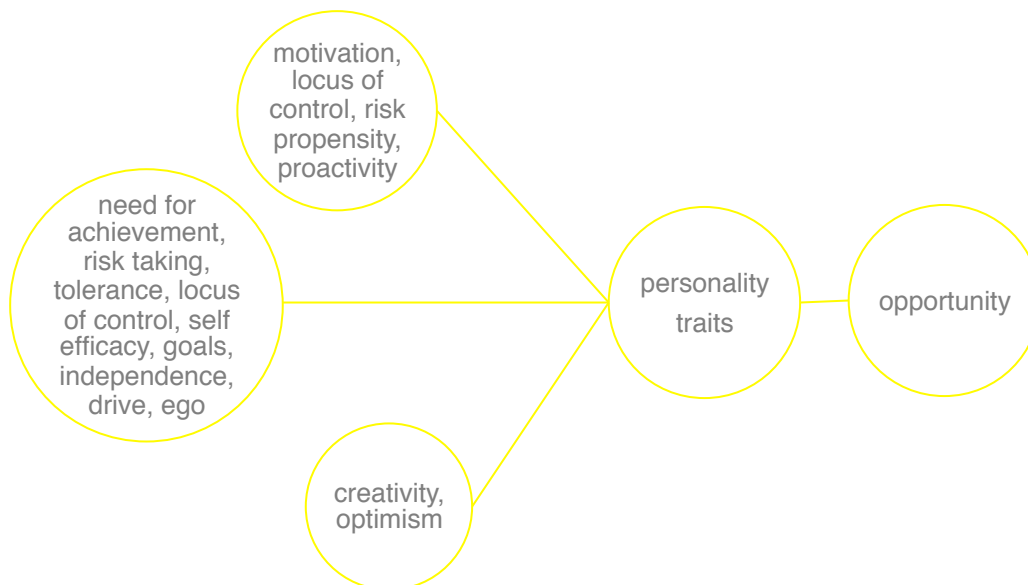 motivation,
locus of
control, risk
propensity,
proactivity
need for
achievement,
risk taking,
tolerance, locus
of control, self
efficacy, goals,
independence,
drive, ego
personality
traits
opportunity
creativity,
optimism